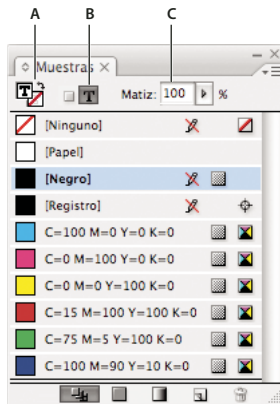 A B C
Muestras
T T Matiz: 100 %
[Ninguno]
[Papel]
[Negro]
[Registro]
C=100 M=0 Y=0 K=0
C=0 M=100 Y=0 K=0
C=0 M=0 Y=100 K=0
C=15 M=100 Y=100 K=0
C=75 M=5 Y=100 K=0
C=100 M=90 Y=10 K=0